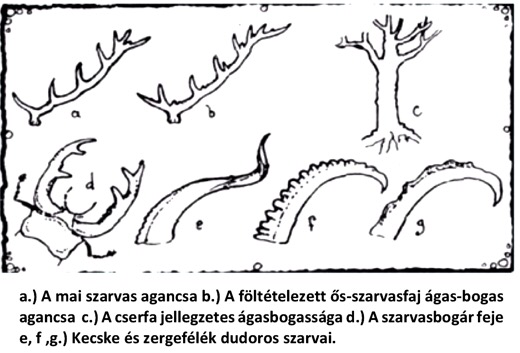 a
b
c
d
e
f
g
a.) A mai szarvas agancsa b.) A föltételezett ős-szarvasfaj ágas-bogas
agancsa c.) A cserfa jellegzetes ágasbogassága d.) A szarvasbogár feje
e, f ,g.) Kecske és zergefélék dudoros szarvai.